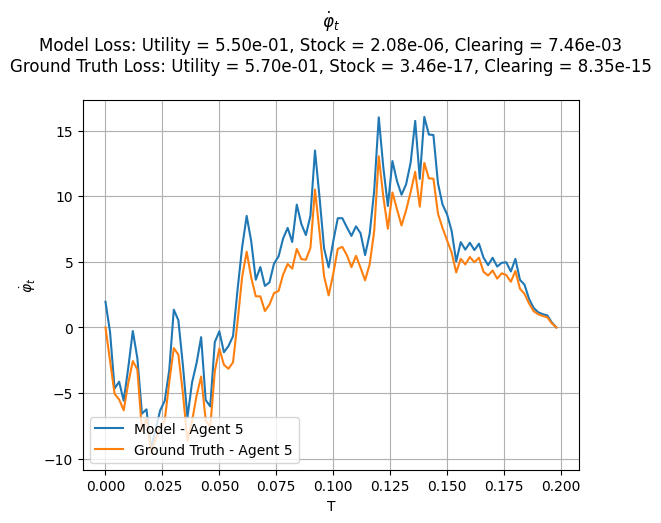 φ̇ₜ
Model Loss: Utility = 5.50e-01, Stock = 2.08e-06, Clearing = 7.46e-03
Ground Truth Loss: Utility = 5.70e-01, Stock = 3.46e-17, Clearing = 8.35e-15
15
10
5
0
−5
−10
φ̇ₜ
Model - Agent 5
Ground Truth - Agent 5
0.000 0.025 0.050 0.075 0.100 0.125 0.150 0.175 0.200
T